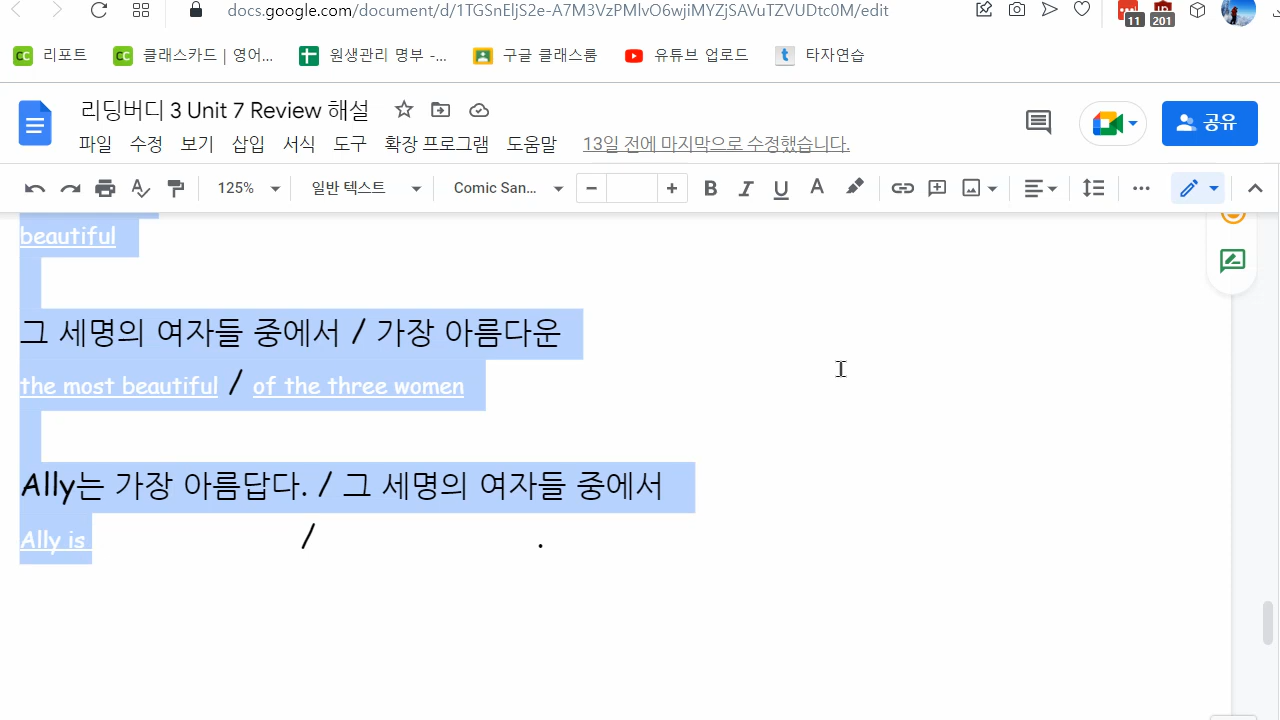 docs.google.com/document/d/1TGSnEljS2e-A7M3VzPMlvO6wjiMYZjSAVuTZVUDtc0M/edit
11 201
리포트 클래스카드 | 영어... 원생관리 명부 -... 구글 클래스룸 유튜브 업로드 타자연습
리딩버디 3 Unit 7 Review 해설
공유
파일 수정 보기 삽입 서식 도구 확장 프로그램 도움말 13일 전에 마지막으로 수정했습니다.
125% 일반 텍스트 Comic San... B I U A
beautiful
그 세명의 여자들 중에서 / 가장 아름다운
the most beautiful / of the three women
Ally는 가장 아름답다. / 그 세명의 여자들 중에서
Ally is / .